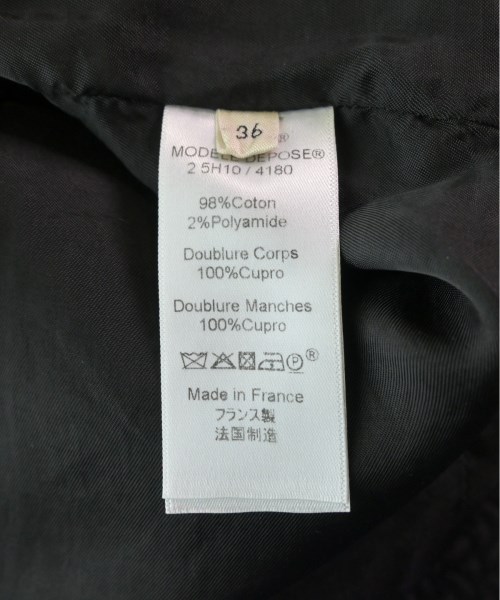 36
®
MODELE DEPOSE®
2 5H10 / 4180
98%Coton
2%Polyamide
Doublure Corps
100%Cupro
Doublure Manches
100%Cupro
P ®
Made in France
フランス製
法国制造